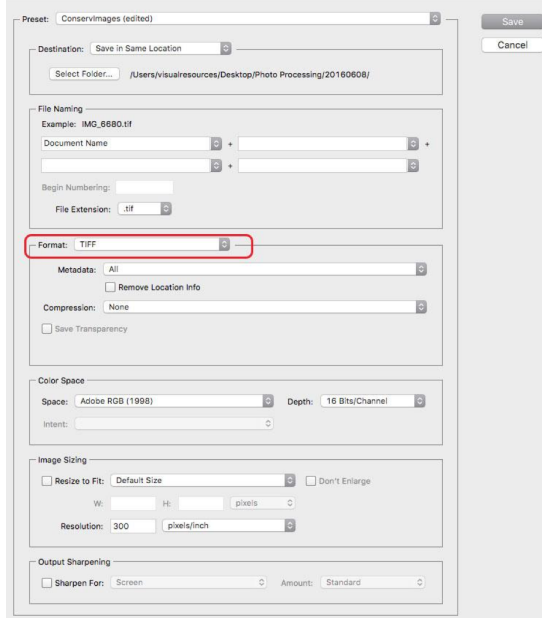 Preset: ConservImages (edited)
Save
Cancel
Destination: Save in Same Location
Select Folder... /Users/visualresources/Desktop/Photo Processing/20160608/
File Naming
Example: IMG_6680.tif
Document Name + +
+
Begin Numbering:
File Extension: .tif
Format: TIFF
Metadata: All
Remove Location Info
Compression: None
Save Transparency
Color Space
Space: Adobe RGB (1998) Depth: 16 Bits/Channel
Intent:
Image Sizing
Resize to Fit: Default Size Don't Enlarge
W: H: pixels
Resolution: 300 pixels/inch
Output Sharpening
Sharpen For: Screen Amount: Standard